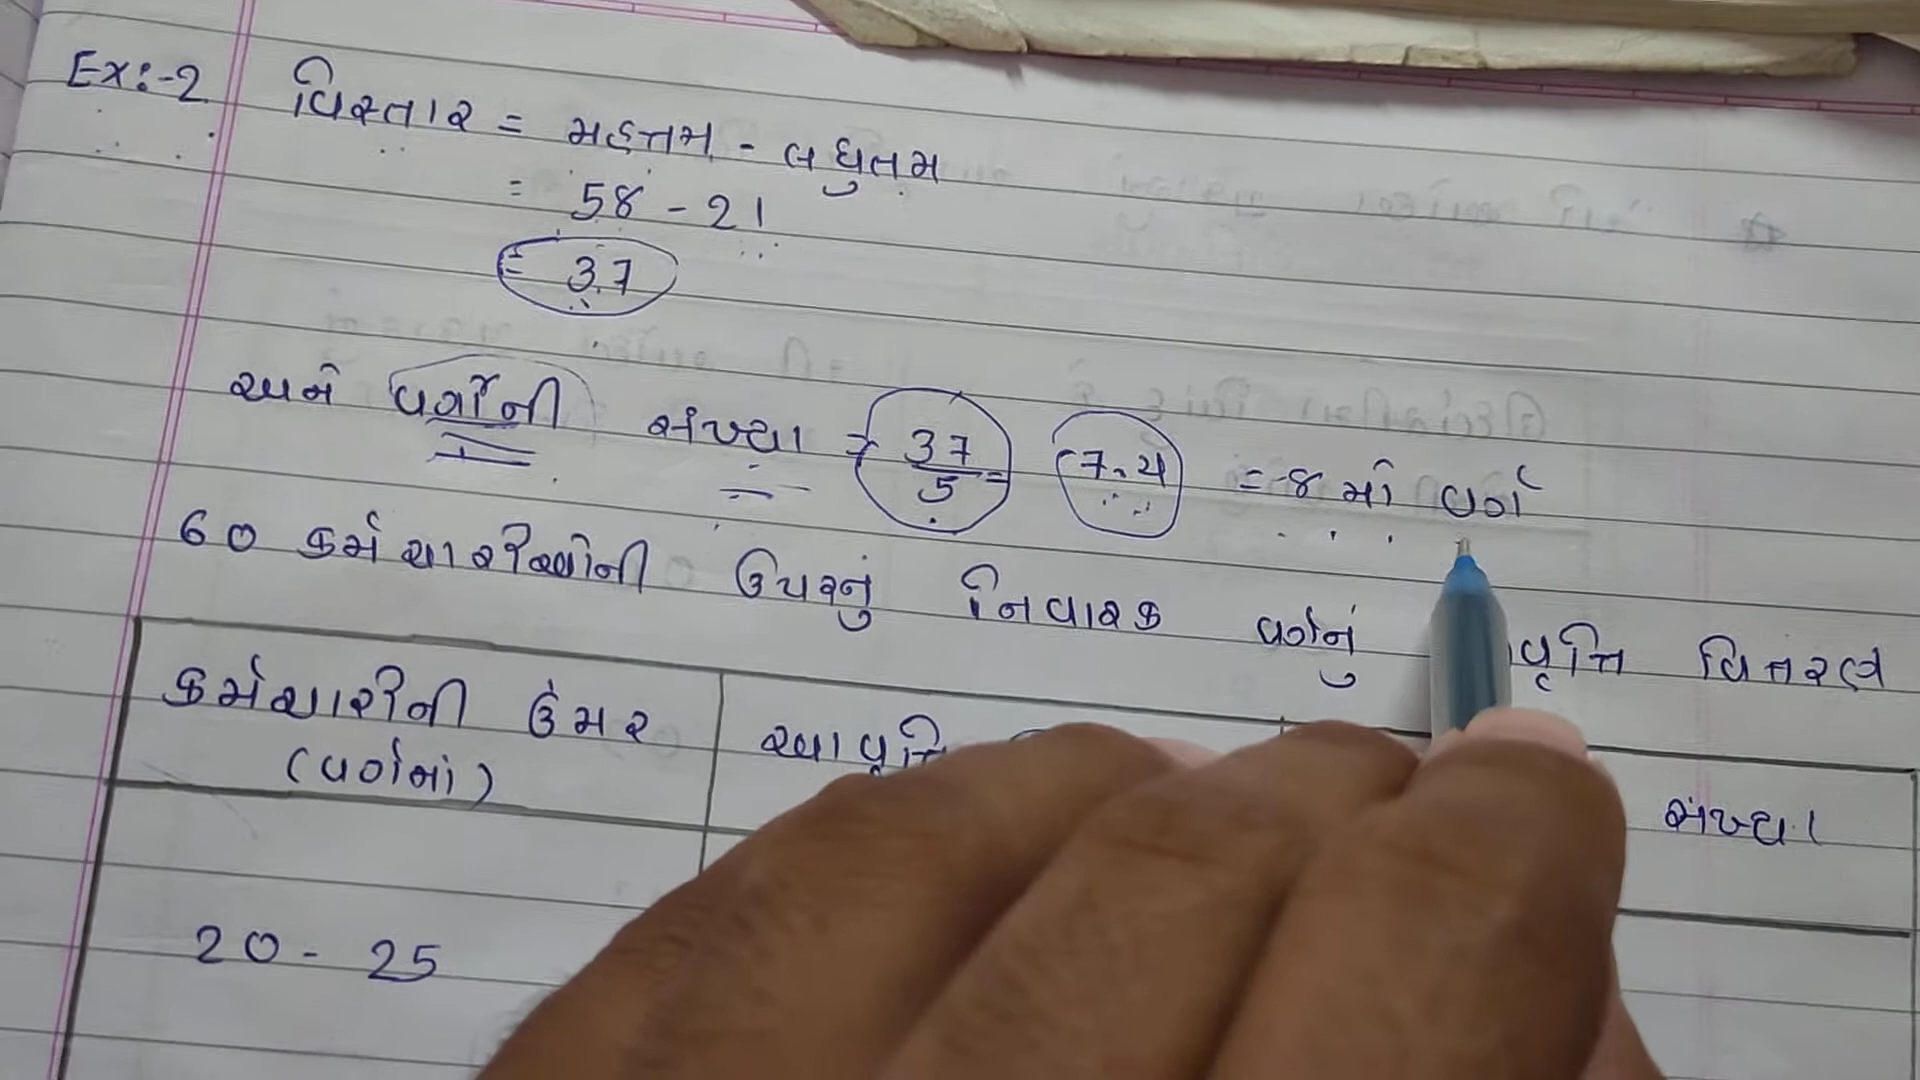 Ex:-2 વિસ્તાર = મહત્તમ - લઘુતમ
= 58 - 21
= 37
અને વર્ગોની સંખ્યા = 37/5 = 7.4 = 8 માં વર્ગ
60 કર્મચારીઓની ઉંમરનું નિવારક વર્ગનું વૃત્તિ વિતરણ
કર્મચારીની ઉંમર આવૃત્તિ સંખ્યા
(વર્ષમાં)
20 - 25